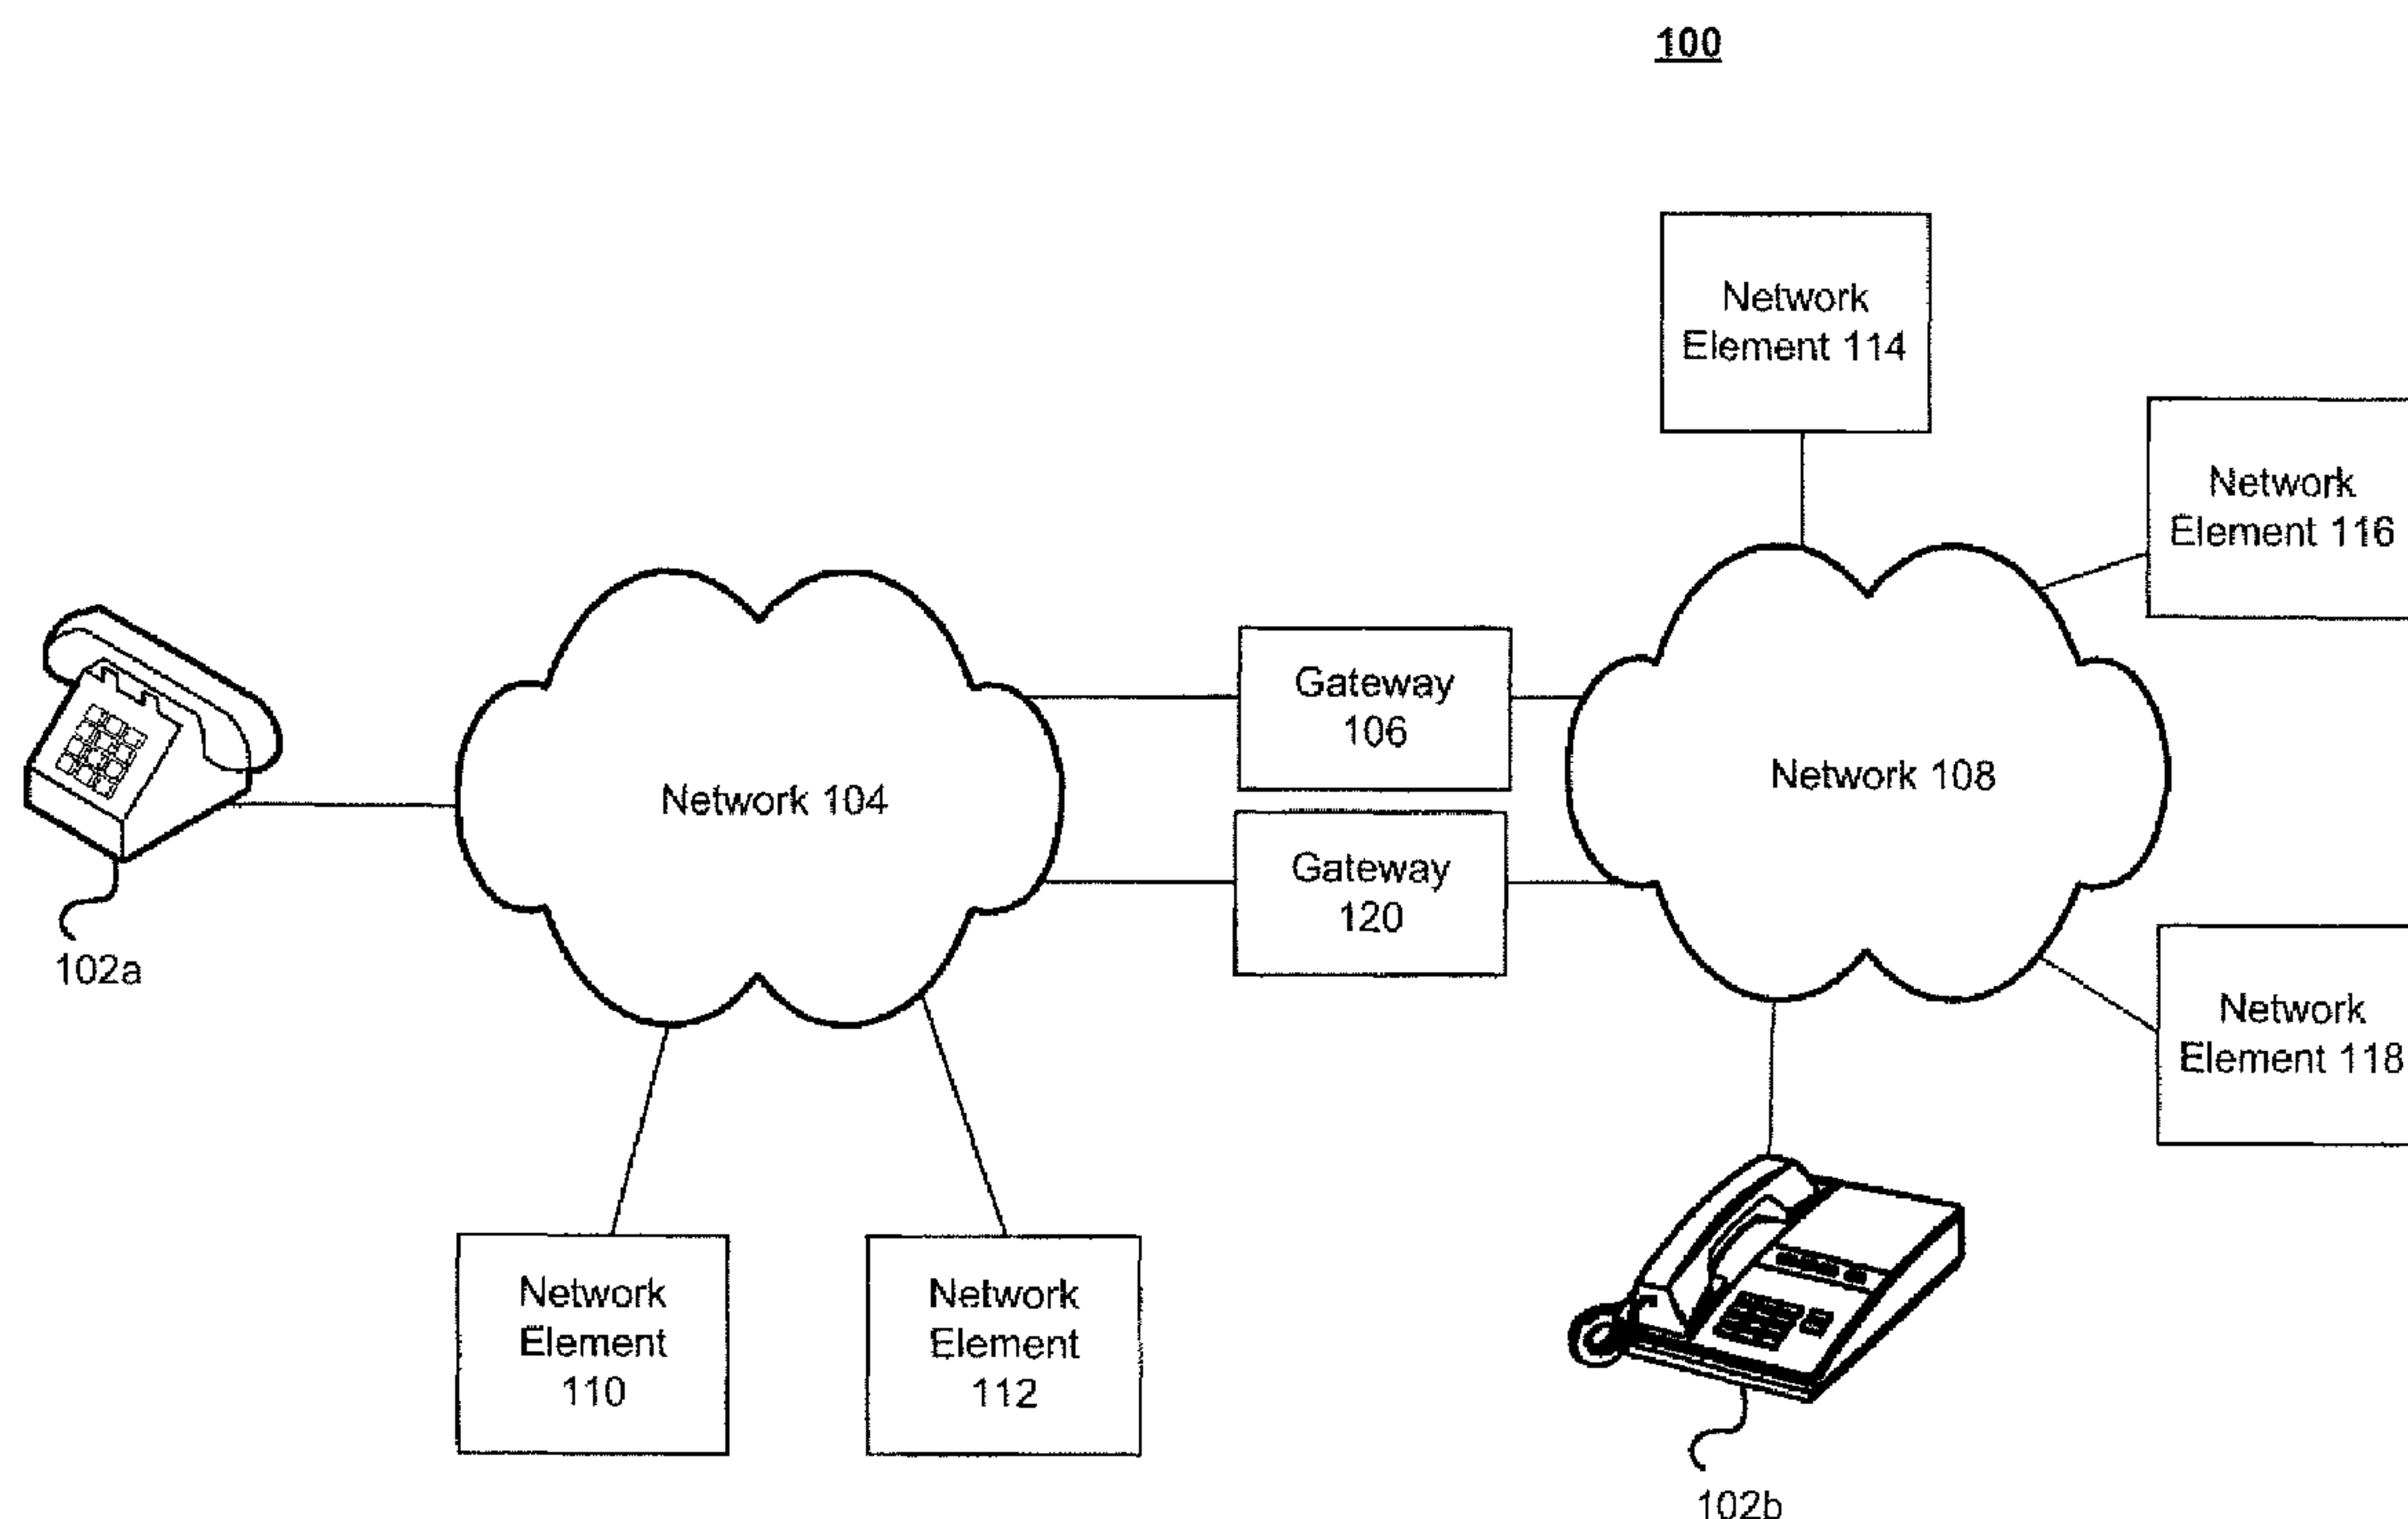 100
Network
Element 114
Network
Element 116
Gateway
106
Network 104
Network 108
Gateway
120
102a
Network
Element 118
Network
Element
110
Network
Element
112
102b